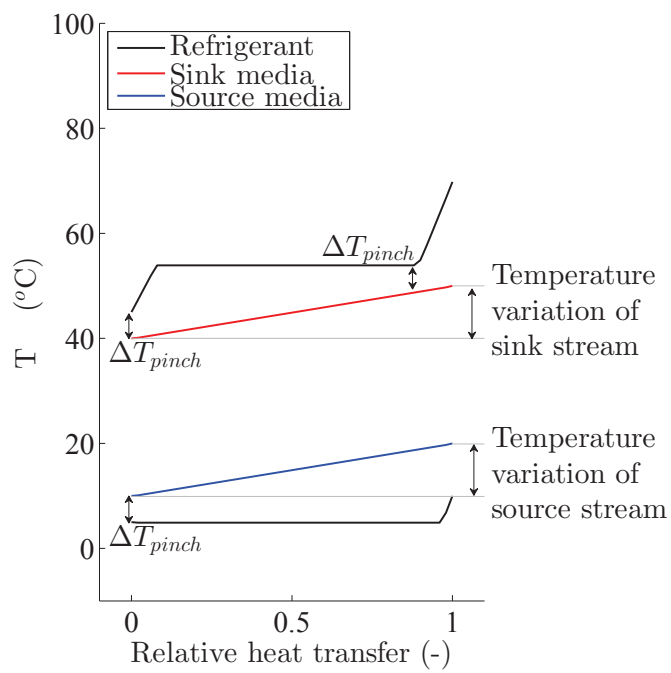 100
Refrigerant
Sink media
Source media
80
60
ΔT_pinch
Temperature
variation of
sink stream
40
ΔT_pinch
T (°C)
20
Temperature
variation of
source stream
ΔT_pinch
0
0
0.5
1
Relative heat transfer (-)